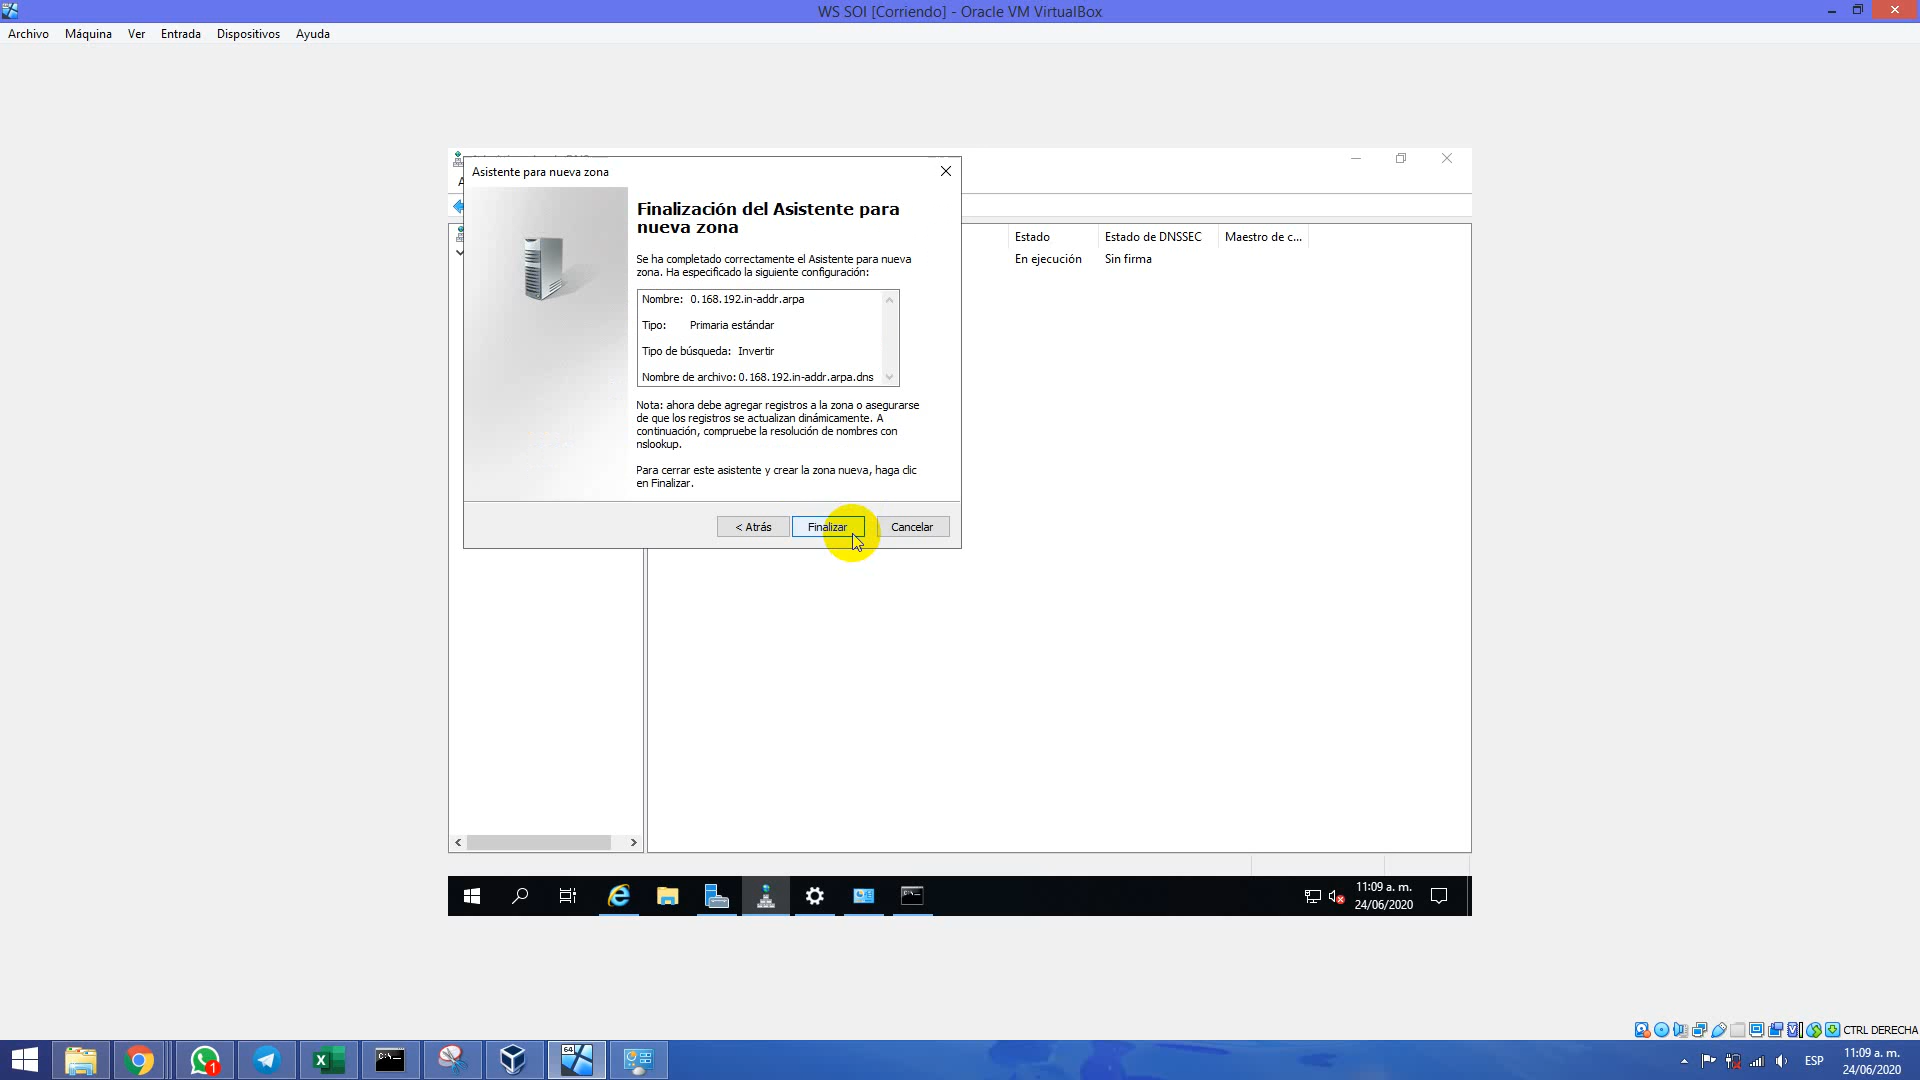 WS SOI [Corriendo] - Oracle VM VirtualBox
Archivo Máquina Ver Entrada Dispositivos Ayuda
Asistente para nueva zona
Finalización del Asistente para
nueva zona
Se ha completado correctamente el Asistente para nueva
zona. Ha especificado la siguiente configuración:
Nombre: 0.168.192.in-addr.arpa
Tipo: Primaria estándar
Tipo de búsqueda: Invertir
Nombre de archivo: 0.168.192.in-addr.arpa.dns
Nota: ahora debe agregar registros a la zona o asegurarse
de que los registros se actualizan dinámicamente. A
continuación, compruebe la resolución de nombres con
nslookup.
Para cerrar este asistente y crear la zona nueva, haga clic
en Finalizar.
< Atrás Finalizar Cancelar
Estado Estado de DNSSEC Maestro de c...
En ejecución Sin firma
11:09 a. m.
24/06/2020
CTRL DERECHA
64
1
ESP
11:09 a. m.
24/06/2020